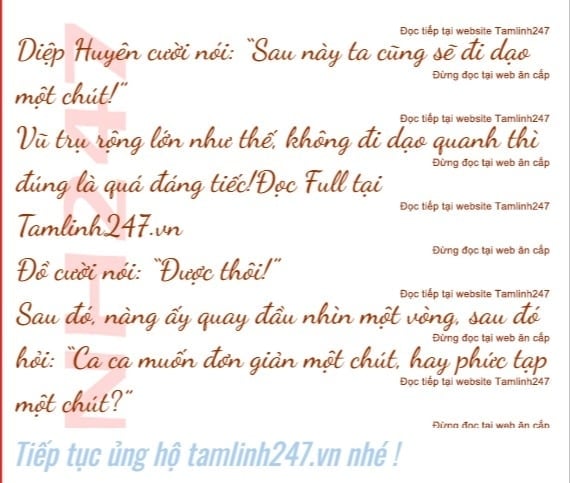 Đọc tiếp tại website Tamlinh247
Diệp Huyên cười nói: "Sau này ta cũng sẽ đi dạo
Đừng đọc tại web ăn cắp
một chút!"
Đọc tiếp tại website Tamlinh247
Vũ trụ rộng lớn như thế, không đi dạo quanh thì
Đừng đọc tại web ăn cắp
đúng là quá đáng tiếc!Đọc Full tại
Đọc tiếp tại website Tamlinh247
Tamlinh247.vn
Đừng đọc tại web ăn cắp
Đồ cười nói: "Được thôi!"
Đọc tiếp tại website Tamlinh247
Sau đó, nàng ấy quay đầu nhìn một vòng, sau đó
Đừng đọc tại web ăn cắp
hỏi: "Ca ca muốn đơn giản một chút, hay phức tạp
Đọc tiếp tại website Tamlinh247
một chút?"
Đừng đọc tại web ăn cắp
NH247
Tiếp tục ủng hộ tamlinh247.vn nhé !